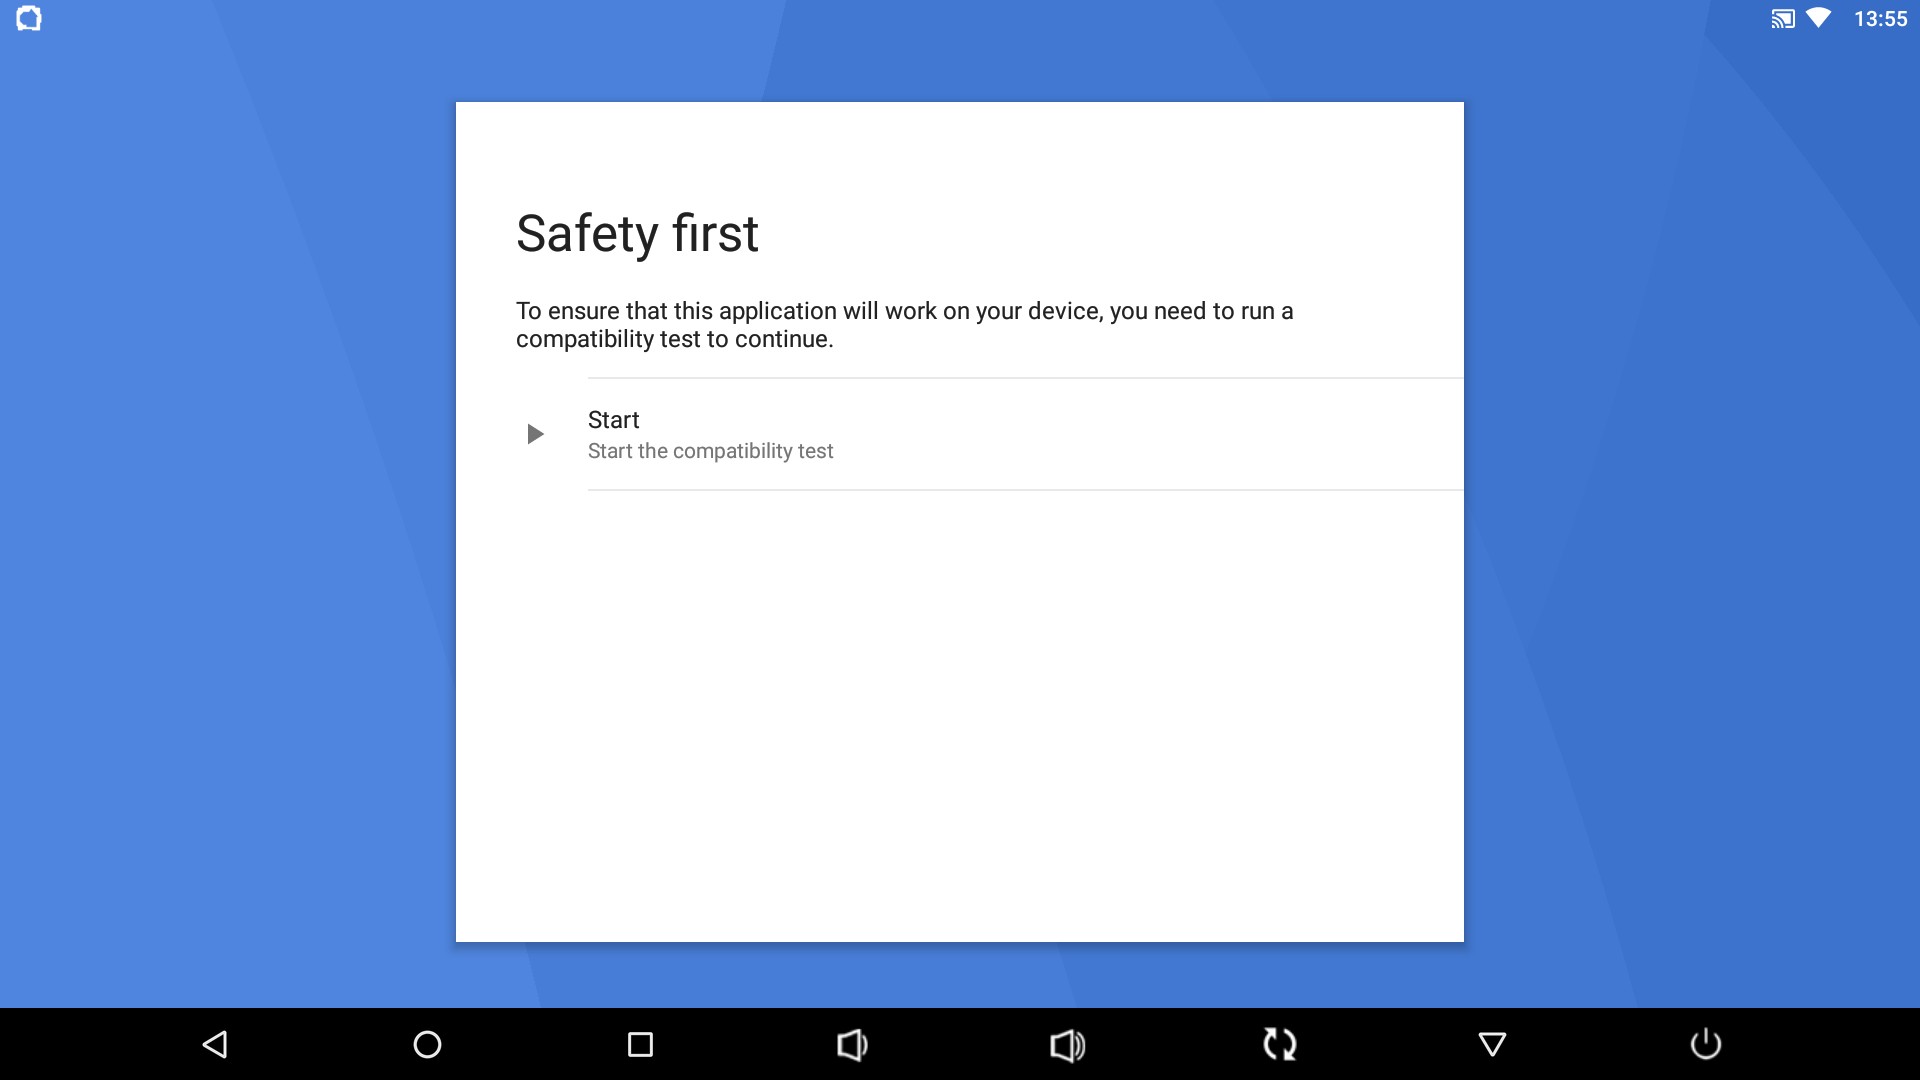 13:55
Safety first
To ensure that this application will work on your device, you need to run a
compatibility test to continue.
Start
Start the compatibility test